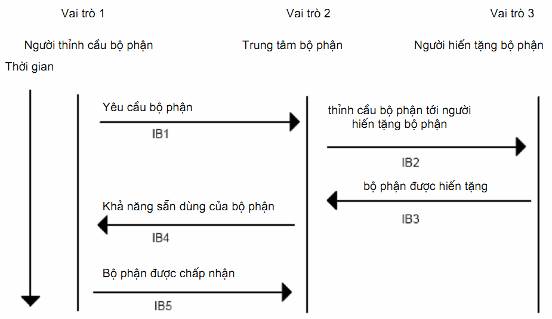 Vai trò 1
Vai trò 2
Vai trò 3
Người thỉnh cầu bộ phận
Trung tâm bộ phận
Người hiến tặng bộ phận
Thời gian
Yêu cầu bộ phận
IB1
thỉnh cầu bộ phận tới người
hiến tặng bộ phận
IB2
bộ phận được hiến tặng
IB3
Khả năng sẵn dùng của bộ phận
IB4
Bộ phận được chấp nhận
IB5